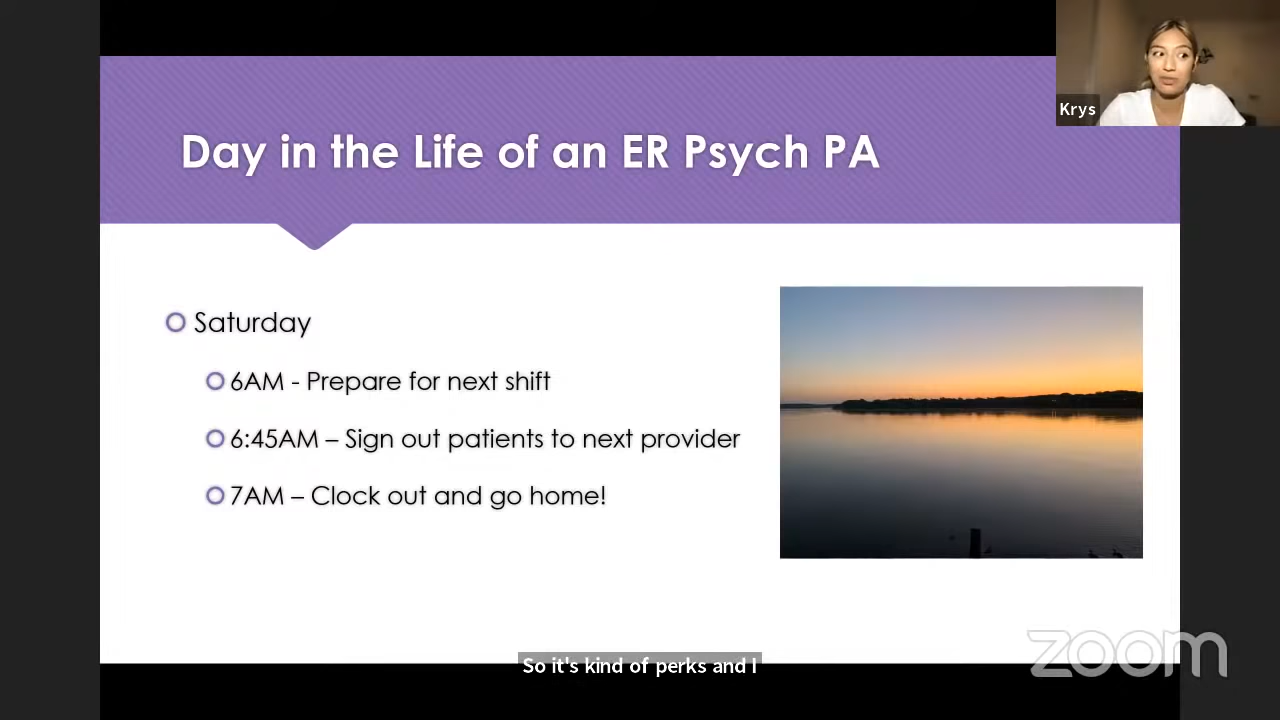 Krys
Day in the Life of an ER Psych PA
Saturday
6AM - Prepare for next shift
6:45AM – Sign out patients to next provider
7AM – Clock out and go home!
zoom
So it's kind of perks and I